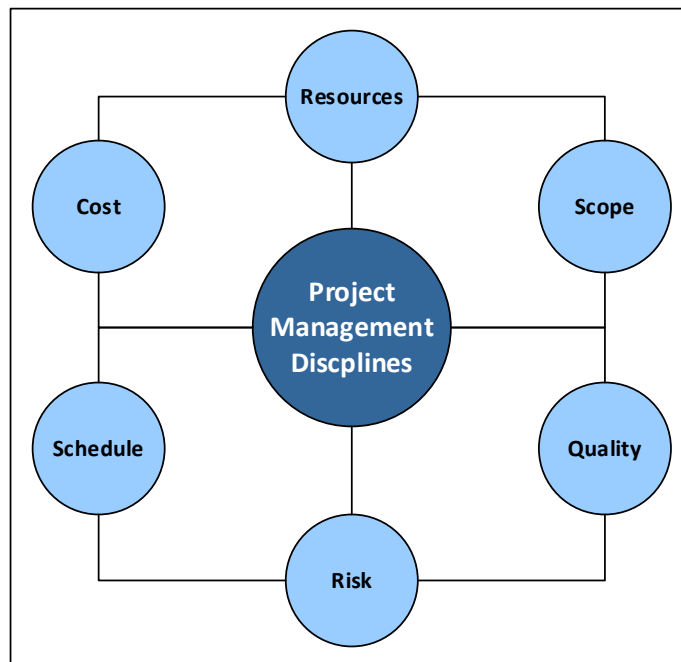 Resources
Cost
Scope
Project
Management
Discplines
Schedule
Quality
Risk